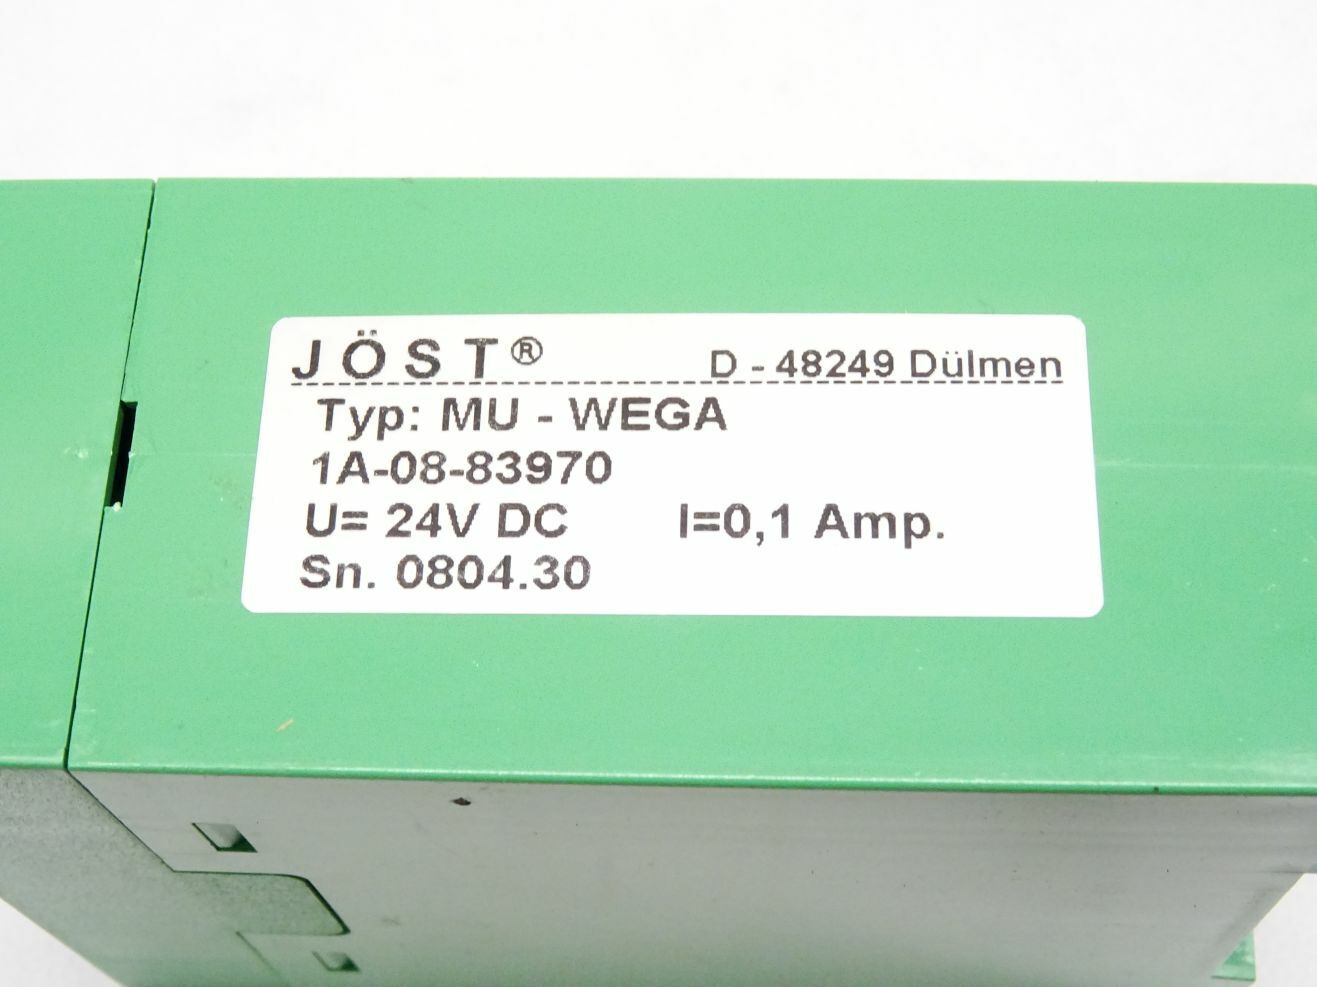 JÖST® D - 48249 Dülmen
Typ: MU - WEGA
1A-08-83970
U= 24V DC I=0,1 Amp.
Sn. 0804.30